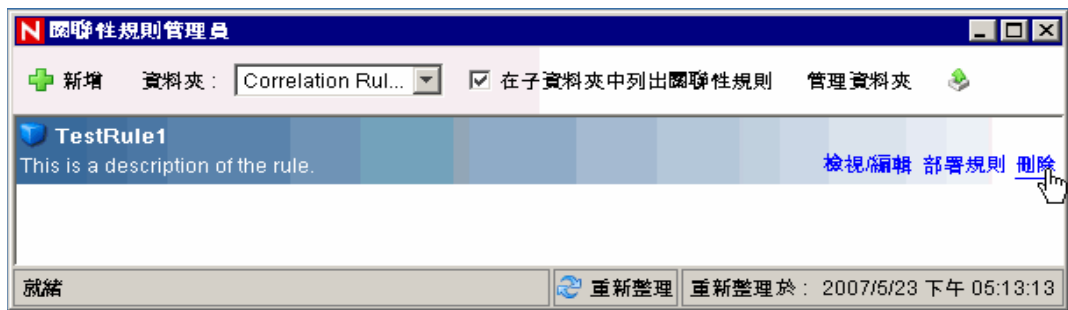 N 關聯性規則管理員
新增 資料夾： Correlation Rul... 在子資料夾中列出關聯性規則 管理資料夾
TestRule1
This is a description of the rule.
檢視/編輯 部署規則 刪除
就緒 重新整理 重新整理於： 2007/5/23 下午 05:13:13